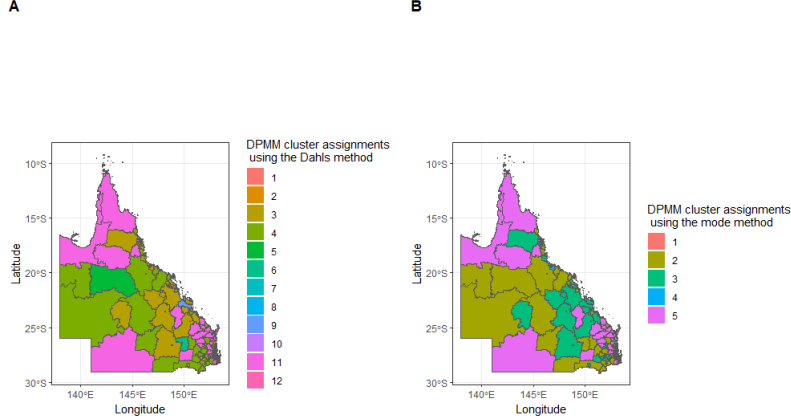 A
B
DPMM cluster assignments
using the Dahls method
1
2
3
4
5
6
7
8
9
10
11
12
DPMM cluster assignments
using the mode method
1
2
3
4
5
10°S
15°S
20°S
25°S
30°S
Latitude
140°E
145°E
150°E
Longitude
10°S
15°S
20°S
25°S
30°S
Latitude
140°E
145°E
150°E
Longitude